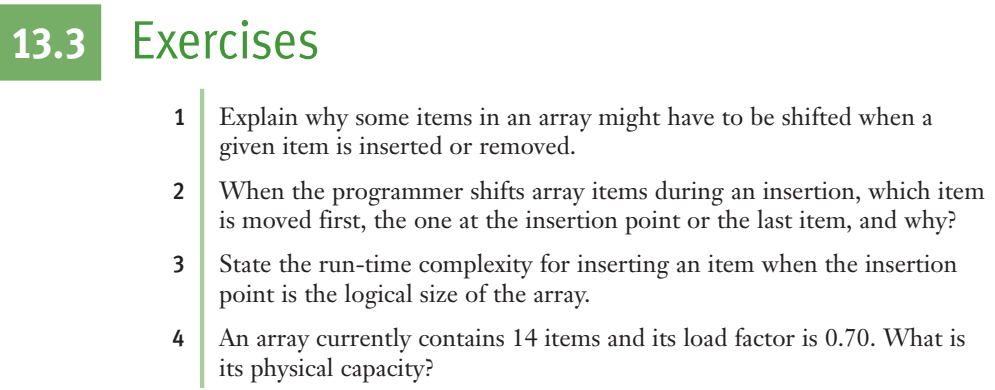 13.3 Exercises
1 Explain why some items in an array might have to be shifted when a
given item is inserted or removed.
2 When the programmer shifts array items during an insertion, which item
is moved first, the one at the insertion point or the last item, and why?
3 State the run-time complexity for inserting an item when the insertion
point is the logical size of the array.
4 An array currently contains 14 items and its load factor is 0.70. What is
its physical capacity?